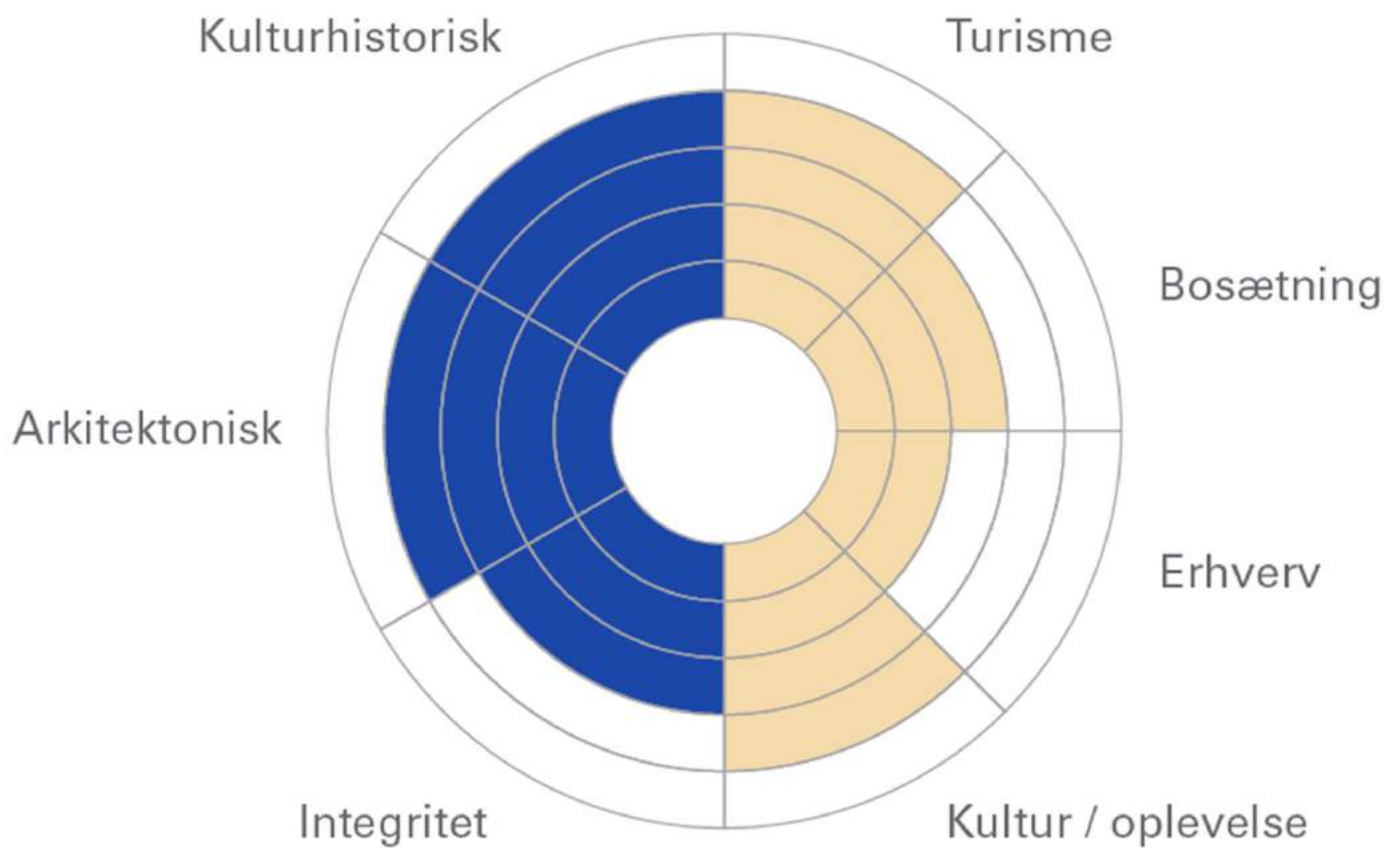 Kulturhistorisk
Turisme
Bosætning
Arkitektonisk
Erhverv
Integritet
Kultur / oplevelse